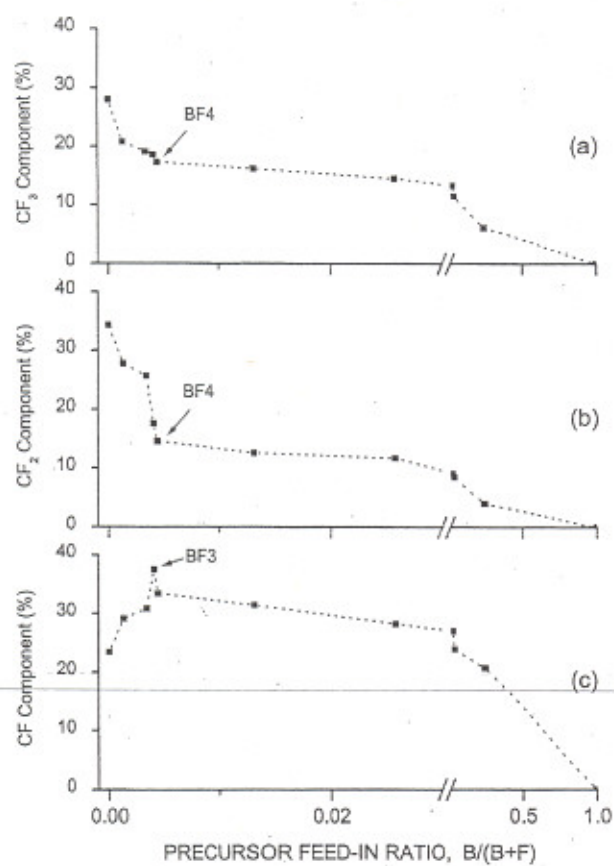 40
30
20
10
0
CF3 Component (%)
BF4
(a)
40
30
20
10
0
CF2 Component (%)
BF4
(b)
40
30
20
10
0
CF Component (%)
BF3
(c)
0.00 0.02 0.5 1.0
PRECURSOR FEED-IN RATIO, B/(B+F)